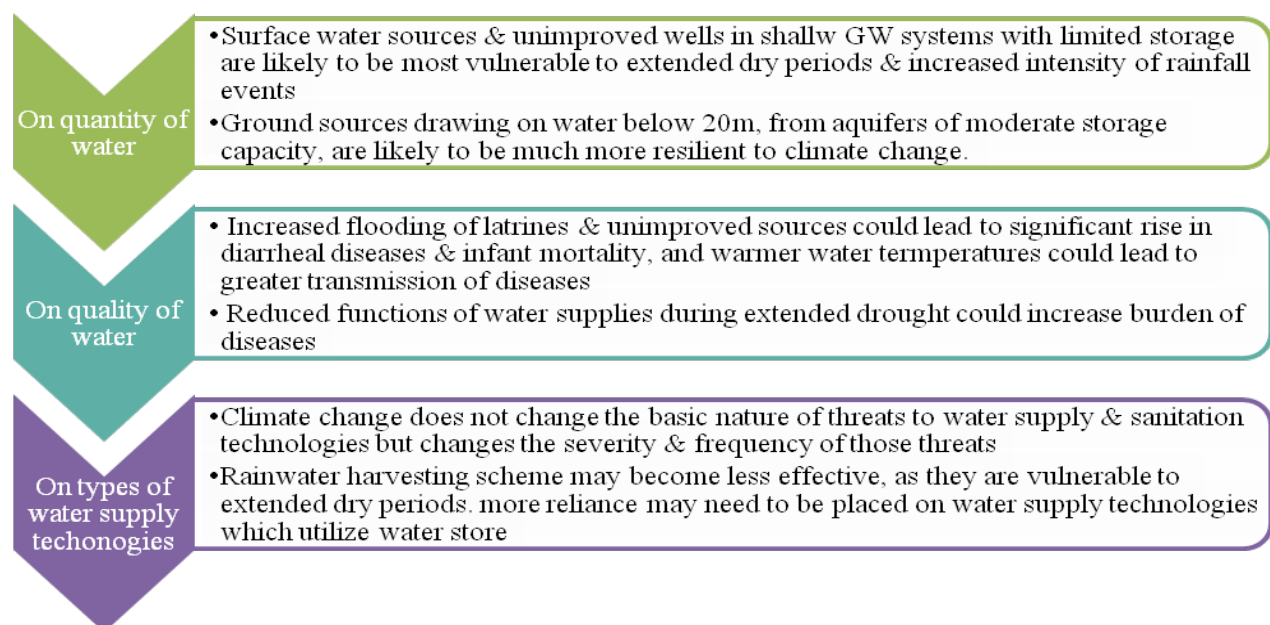 On quantity of
water
•Surface water sources & unimproved wells in shallw GW systems with limited storage
are likely to be most vulnerable to extended dry periods & increased intensity of rainfall
events
•Ground sources drawing on water below 20m, from aquifers of moderate storage
capacity, are likely to be much more resilient to climate change.
On quality of
water
• Increased flooding of latrines & unimproved sources could lead to significant rise in
diarrheal diseases & infant mortality, and warmer water termperatures could lead to
greater transmission of diseases
• Reduced functions of water supplies during extended drought could increase burden of
diseases
On types of
water supply
techonogies
•Climate change does not change the basic nature of threats to water supply & sanitation
technologies but changes the severity & frequency of those threats
•Rainwater harvesting scheme may become less effective, as they are vulnerable to
extended dry periods. more reliance may need to be placed on water supply technologies
which utilize water store